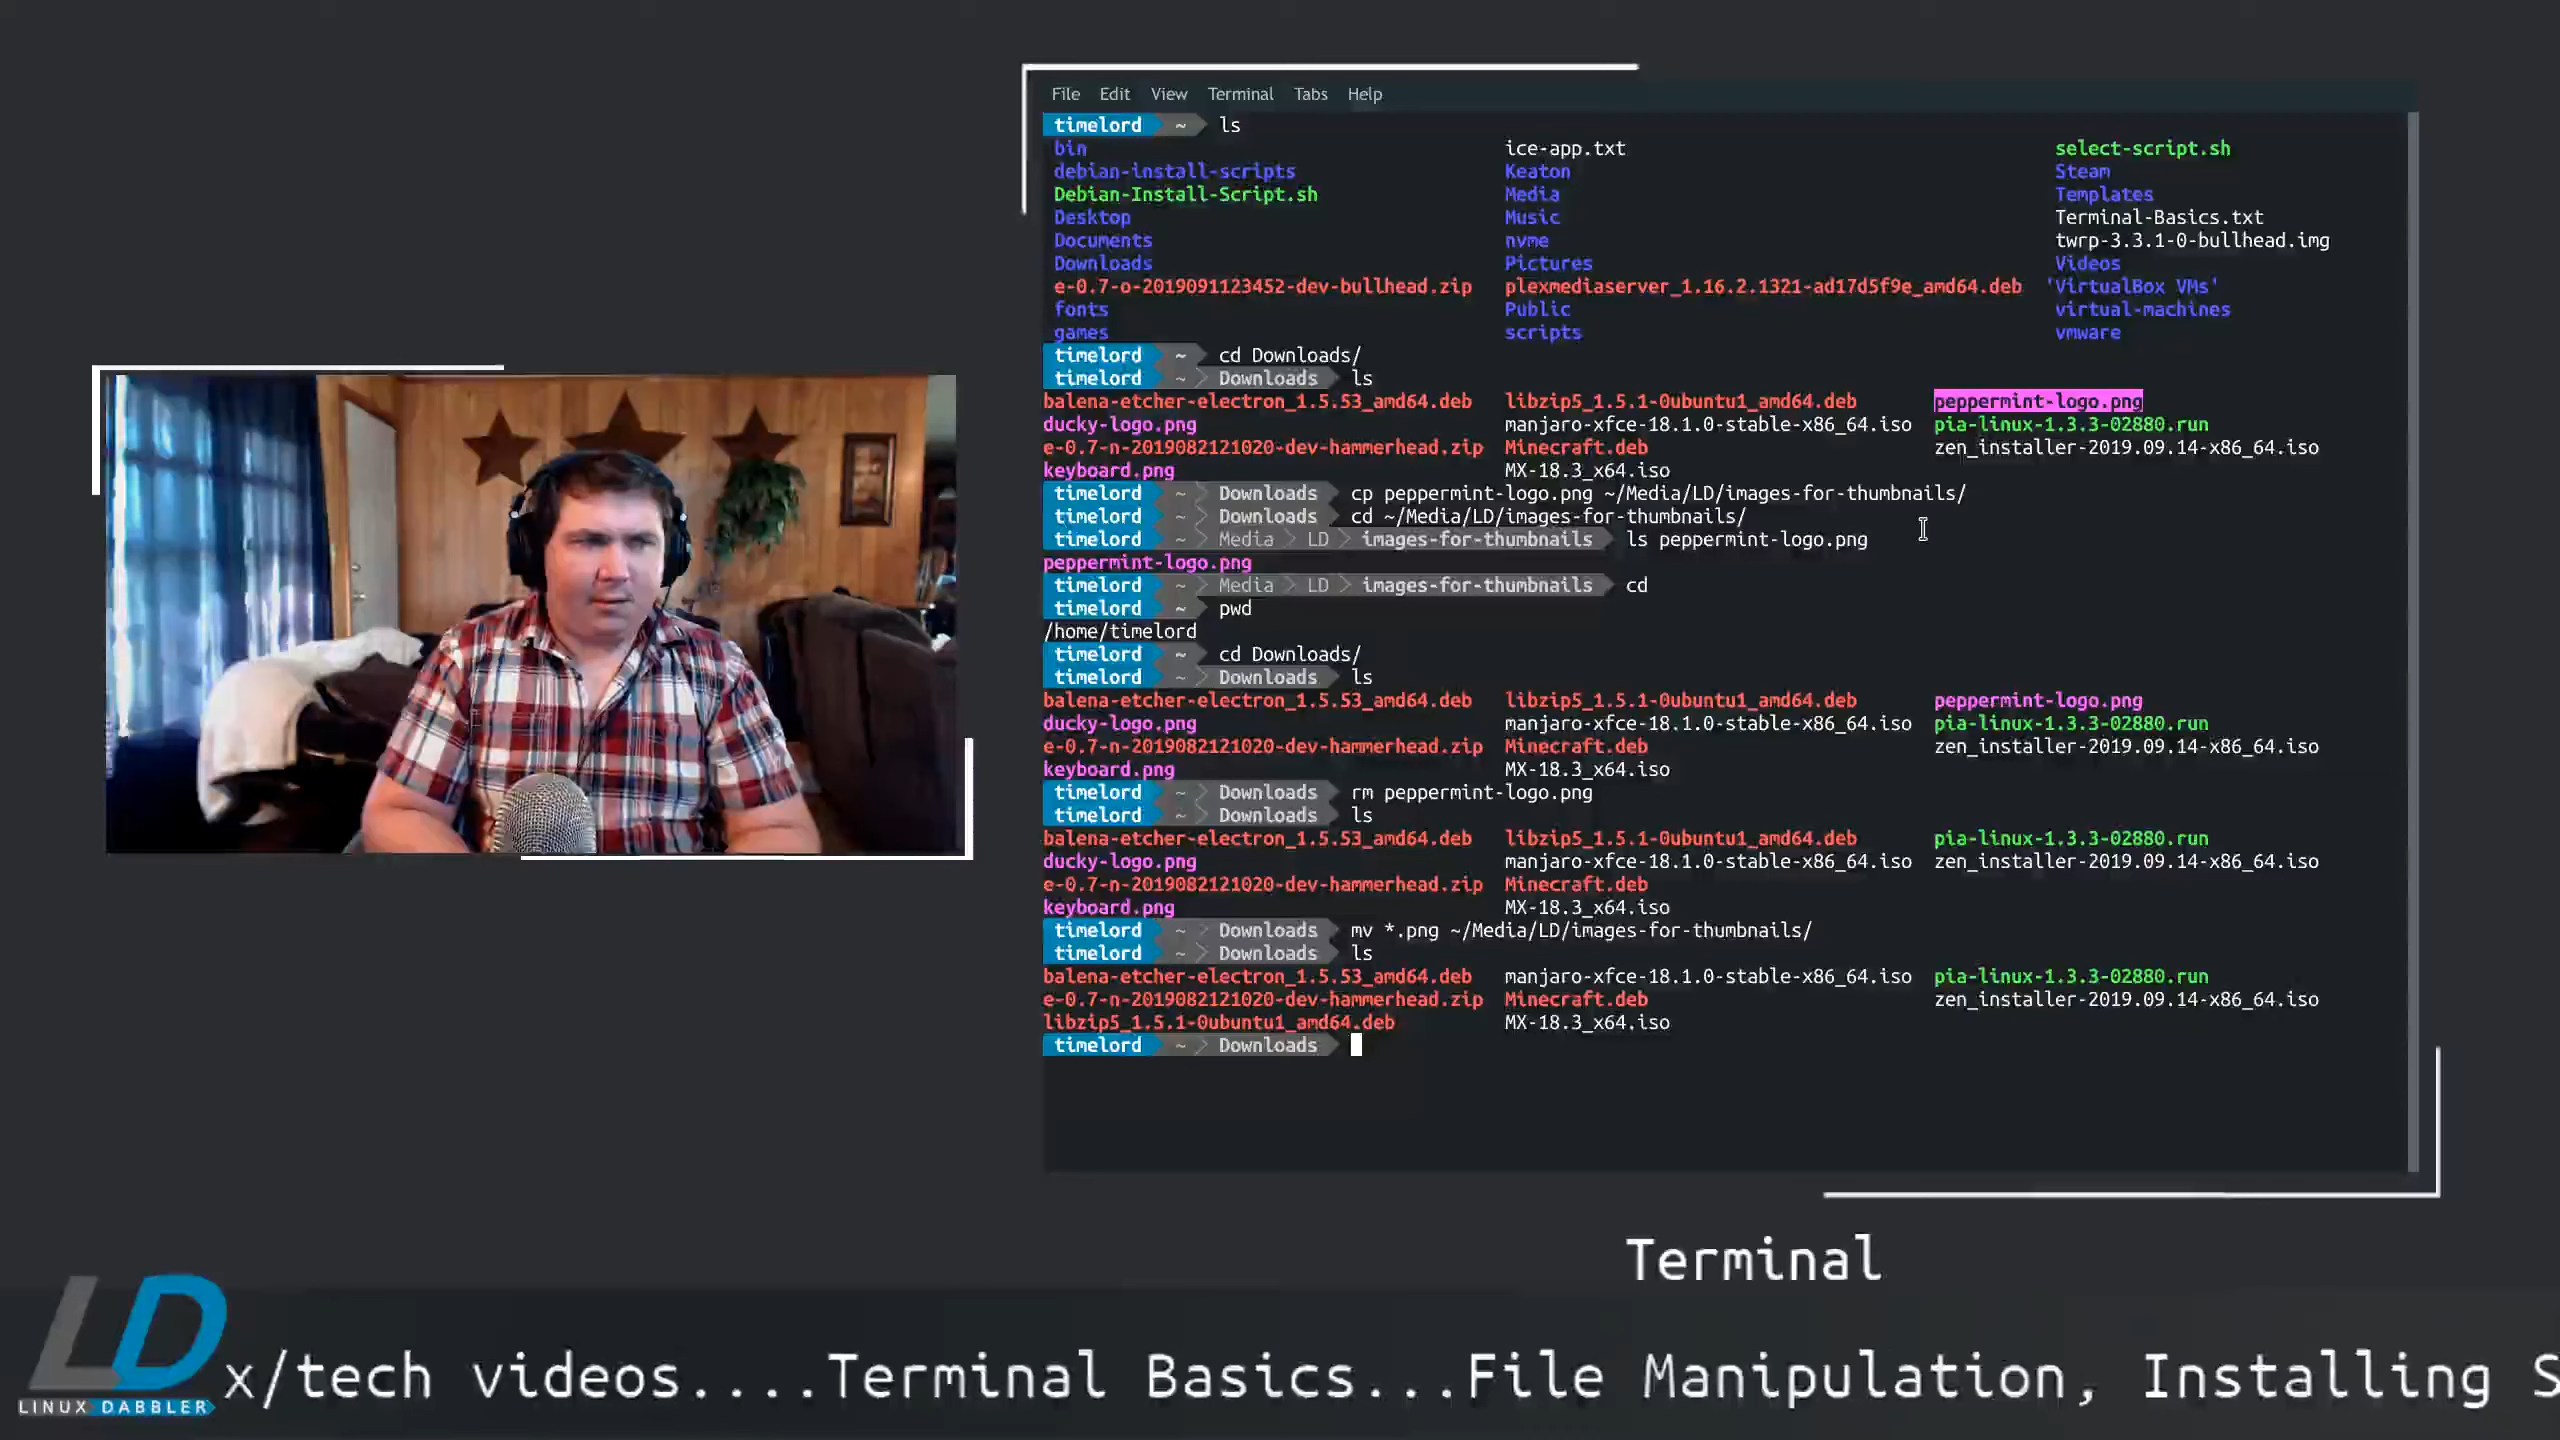 File Edit View Terminal Tabs Help
timelord ~ ls
bin ice-app.txt select-script.sh
debian-install-scripts Keaton Steam
Debian-Install-Script.sh Media Templates
Desktop Music Terminal-Basics.txt
Documents nvme twrp-3.3.1-0-bullhead.img
Downloads Pictures Videos
e-0.7-o-2019091123452-dev-bullhead.zip plexmediaserver_1.16.2.1321-ad17d5f9e_amd64.deb 'VirtualBox VMs'
fonts Public virtual-machines
games scripts vmware
timelord ~ cd Downloads/
timelord ~ Downloads ls
balena-etcher-electron_1.5.53_amd64.deb libzip5_1.5.1-0ubuntu1_amd64.deb peppermint-logo.png
ducky-logo.png manjaro-xfce-18.1.0-stable-x86_64.iso pia-linux-1.3.3-02880.run
e-0.7-n-2019082121020-dev-hammerhead.zip Minecraft.deb zen_installer-2019.09.14-x86_64.iso
keyboard.png MX-18.3_x64.iso
timelord ~ Downloads cp peppermint-logo.png ~/Media/LD/images-for-thumbnails/
timelord ~ Downloads cd ~/Media/LD/images-for-thumbnails/
timelord ~ Media LD images-for-thumbnails ls peppermint-logo.png
peppermint-logo.png
timelord ~ Media LD images-for-thumbnails cd
timelord ~ pwd
/home/timelord
timelord ~ cd Downloads/
timelord ~ Downloads ls
balena-etcher-electron_1.5.53_amd64.deb libzip5_1.5.1-0ubuntu1_amd64.deb peppermint-logo.png
ducky-logo.png manjaro-xfce-18.1.0-stable-x86_64.iso pia-linux-1.3.3-02880.run
e-0.7-n-2019082121020-dev-hammerhead.zip Minecraft.deb zen_installer-2019.09.14-x86_64.iso
keyboard.png MX-18.3_x64.iso
timelord ~ Downloads rm peppermint-logo.png
timelord ~ Downloads ls
balena-etcher-electron_1.5.53_amd64.deb libzip5_1.5.1-0ubuntu1_amd64.deb pia-linux-1.3.3-02880.run
ducky-logo.png manjaro-xfce-18.1.0-stable-x86_64.iso zen_installer-2019.09.14-x86_64.iso
e-0.7-n-2019082121020-dev-hammerhead.zip Minecraft.deb
keyboard.png MX-18.3_x64.iso
timelord ~ Downloads mv *.png ~/Media/LD/images-for-thumbnails/
timelord ~ Downloads ls
balena-etcher-electron_1.5.53_amd64.deb manjaro-xfce-18.1.0-stable-x86_64.iso pia-linux-1.3.3-02880.run
e-0.7-n-2019082121020-dev-hammerhead.zip Minecraft.deb zen_installer-2019.09.14-x86_64.iso
libzip5_1.5.1-0ubuntu1_amd64.deb MX-18.3_x64.iso
timelord ~ Downloads
Terminal
LD
LINUX DABBLER
x/tech videos....Terminal Basics...File Manipulation, Installing S